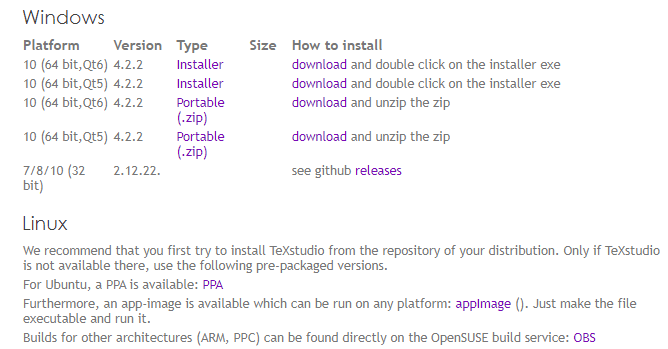 Windows
Platform Version Type Size How to install
10 (64 bit,Qt6) 4.2.2 Installer download and double click on the installer exe
10 (64 bit,Qt5) 4.2.2 Installer download and double click on the installer exe
10 (64 bit,Qt6) 4.2.2 Portable download and unzip the zip
(.zip)
10 (64 bit,Qt5) 4.2.2 Portable download and unzip the zip
(.zip)
7/8/10 (32 2.12.22. see github releases
bit)
Linux
We recommend that you first try to install TeXstudio from the repository of your distribution. Only if TeXstudio
is not available there, use the following pre-packaged versions.
For Ubuntu, a PPA is available: PPA
Furthermore, an app-image is available which can be run on any platform: appImage (). Just make the file
executable and run it.
Builds for other architectures (ARM, PPC) can be found directly on the OpenSUSE build service: OBS